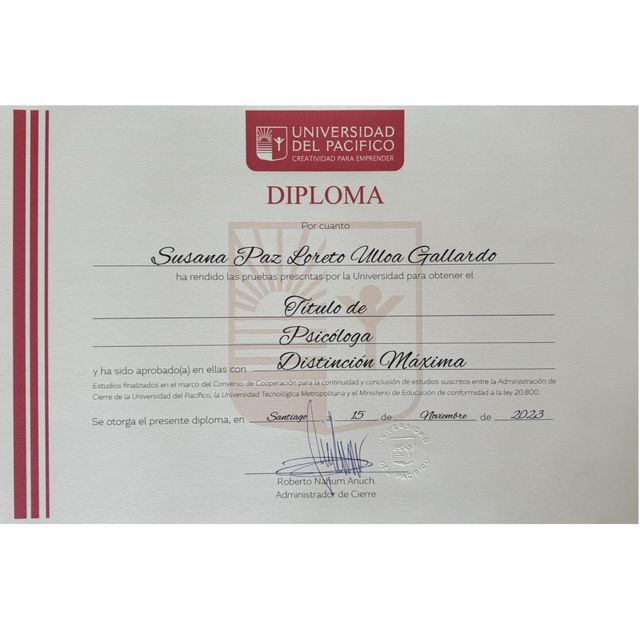 UNIVERSIDAD
DEL PACIFICO
CREATIVIDAD PARA EMPRENDER
DIPLOMA
Por cuanto
Susana Paz Loreto Ulloa Gallardo
ha rendido las pruebas prescritas por la Universidad para obtener el
Título de
Psicóloga
y ha sido aprobado(a) en ellas con Distinción Máxima
Estudios finalizados en el marco del Convenio de Cooperación para la continuidad y conclusión de estudios suscritos entre la Administración de
Cierre de la Universidad del Pacífico, la Universidad Tecnológica Metropolitana y el Ministerio de Educación de conformidad a la ley 20.800.
Se otorga el presente diploma, en Santiago, a 15 de Noviembre de 2023
UNIVERSIDAD
DEL PACIFICO
Roberto Nahum Anuch
Administrador de Cierre